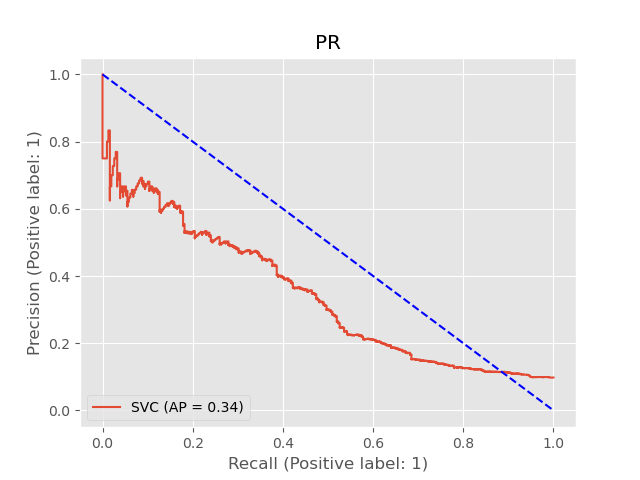 PR
Precision (Positive label: 1)
1.0
0.8
0.6
0.4
0.2
0.0
SVC (AP = 0.34)
0.0 0.2 0.4 0.6 0.8 1.0
Recall (Positive label: 1)